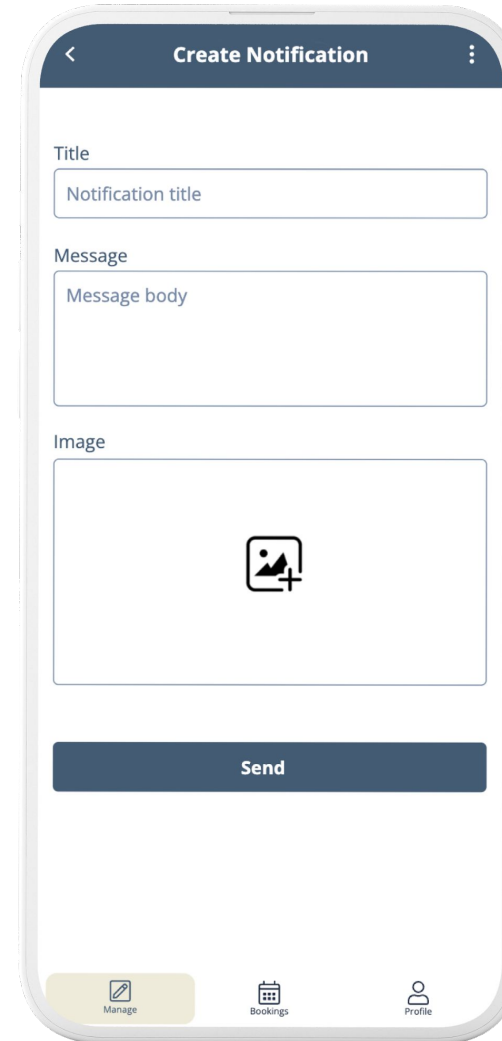 Create Notification
Title
Notification title
Message
Message body
Image
Send
Manage Bookings Profile